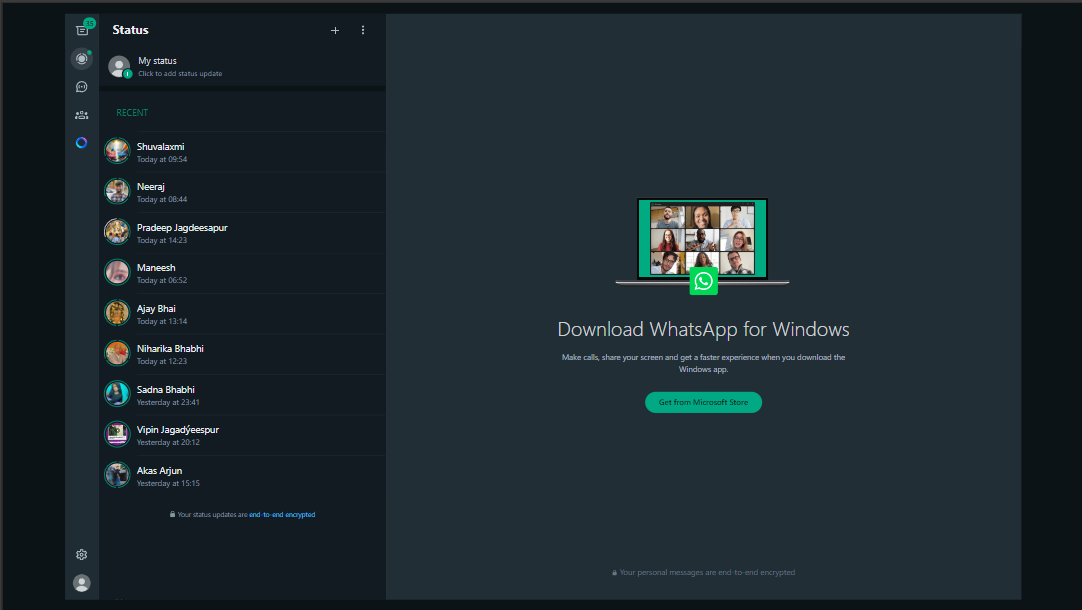 35
Status
My status
Click to add status update
RECENT
Shuvalaxmi
Today at 09:54
Neeraj
Today at 08:44
Pradeep Jagdeesapur
Today at 14:23
Maneesh
Today at 06:52
Ajay Bhai
Today at 13:14
Niharika Bhabhi
Today at 12:23
Sadna Bhabhi
Yesterday at 23:41
Vipin Jagadýeespur
Yesterday at 20:12
Akas Arjun
Yesterday at 15:15
Your status updates are end-to-end encrypted
Download WhatsApp for Windows
Make calls, share your screen and get a faster experience when you download the
Windows app.
Get from Microsoft Store
Your personal messages are end-to-end encrypted